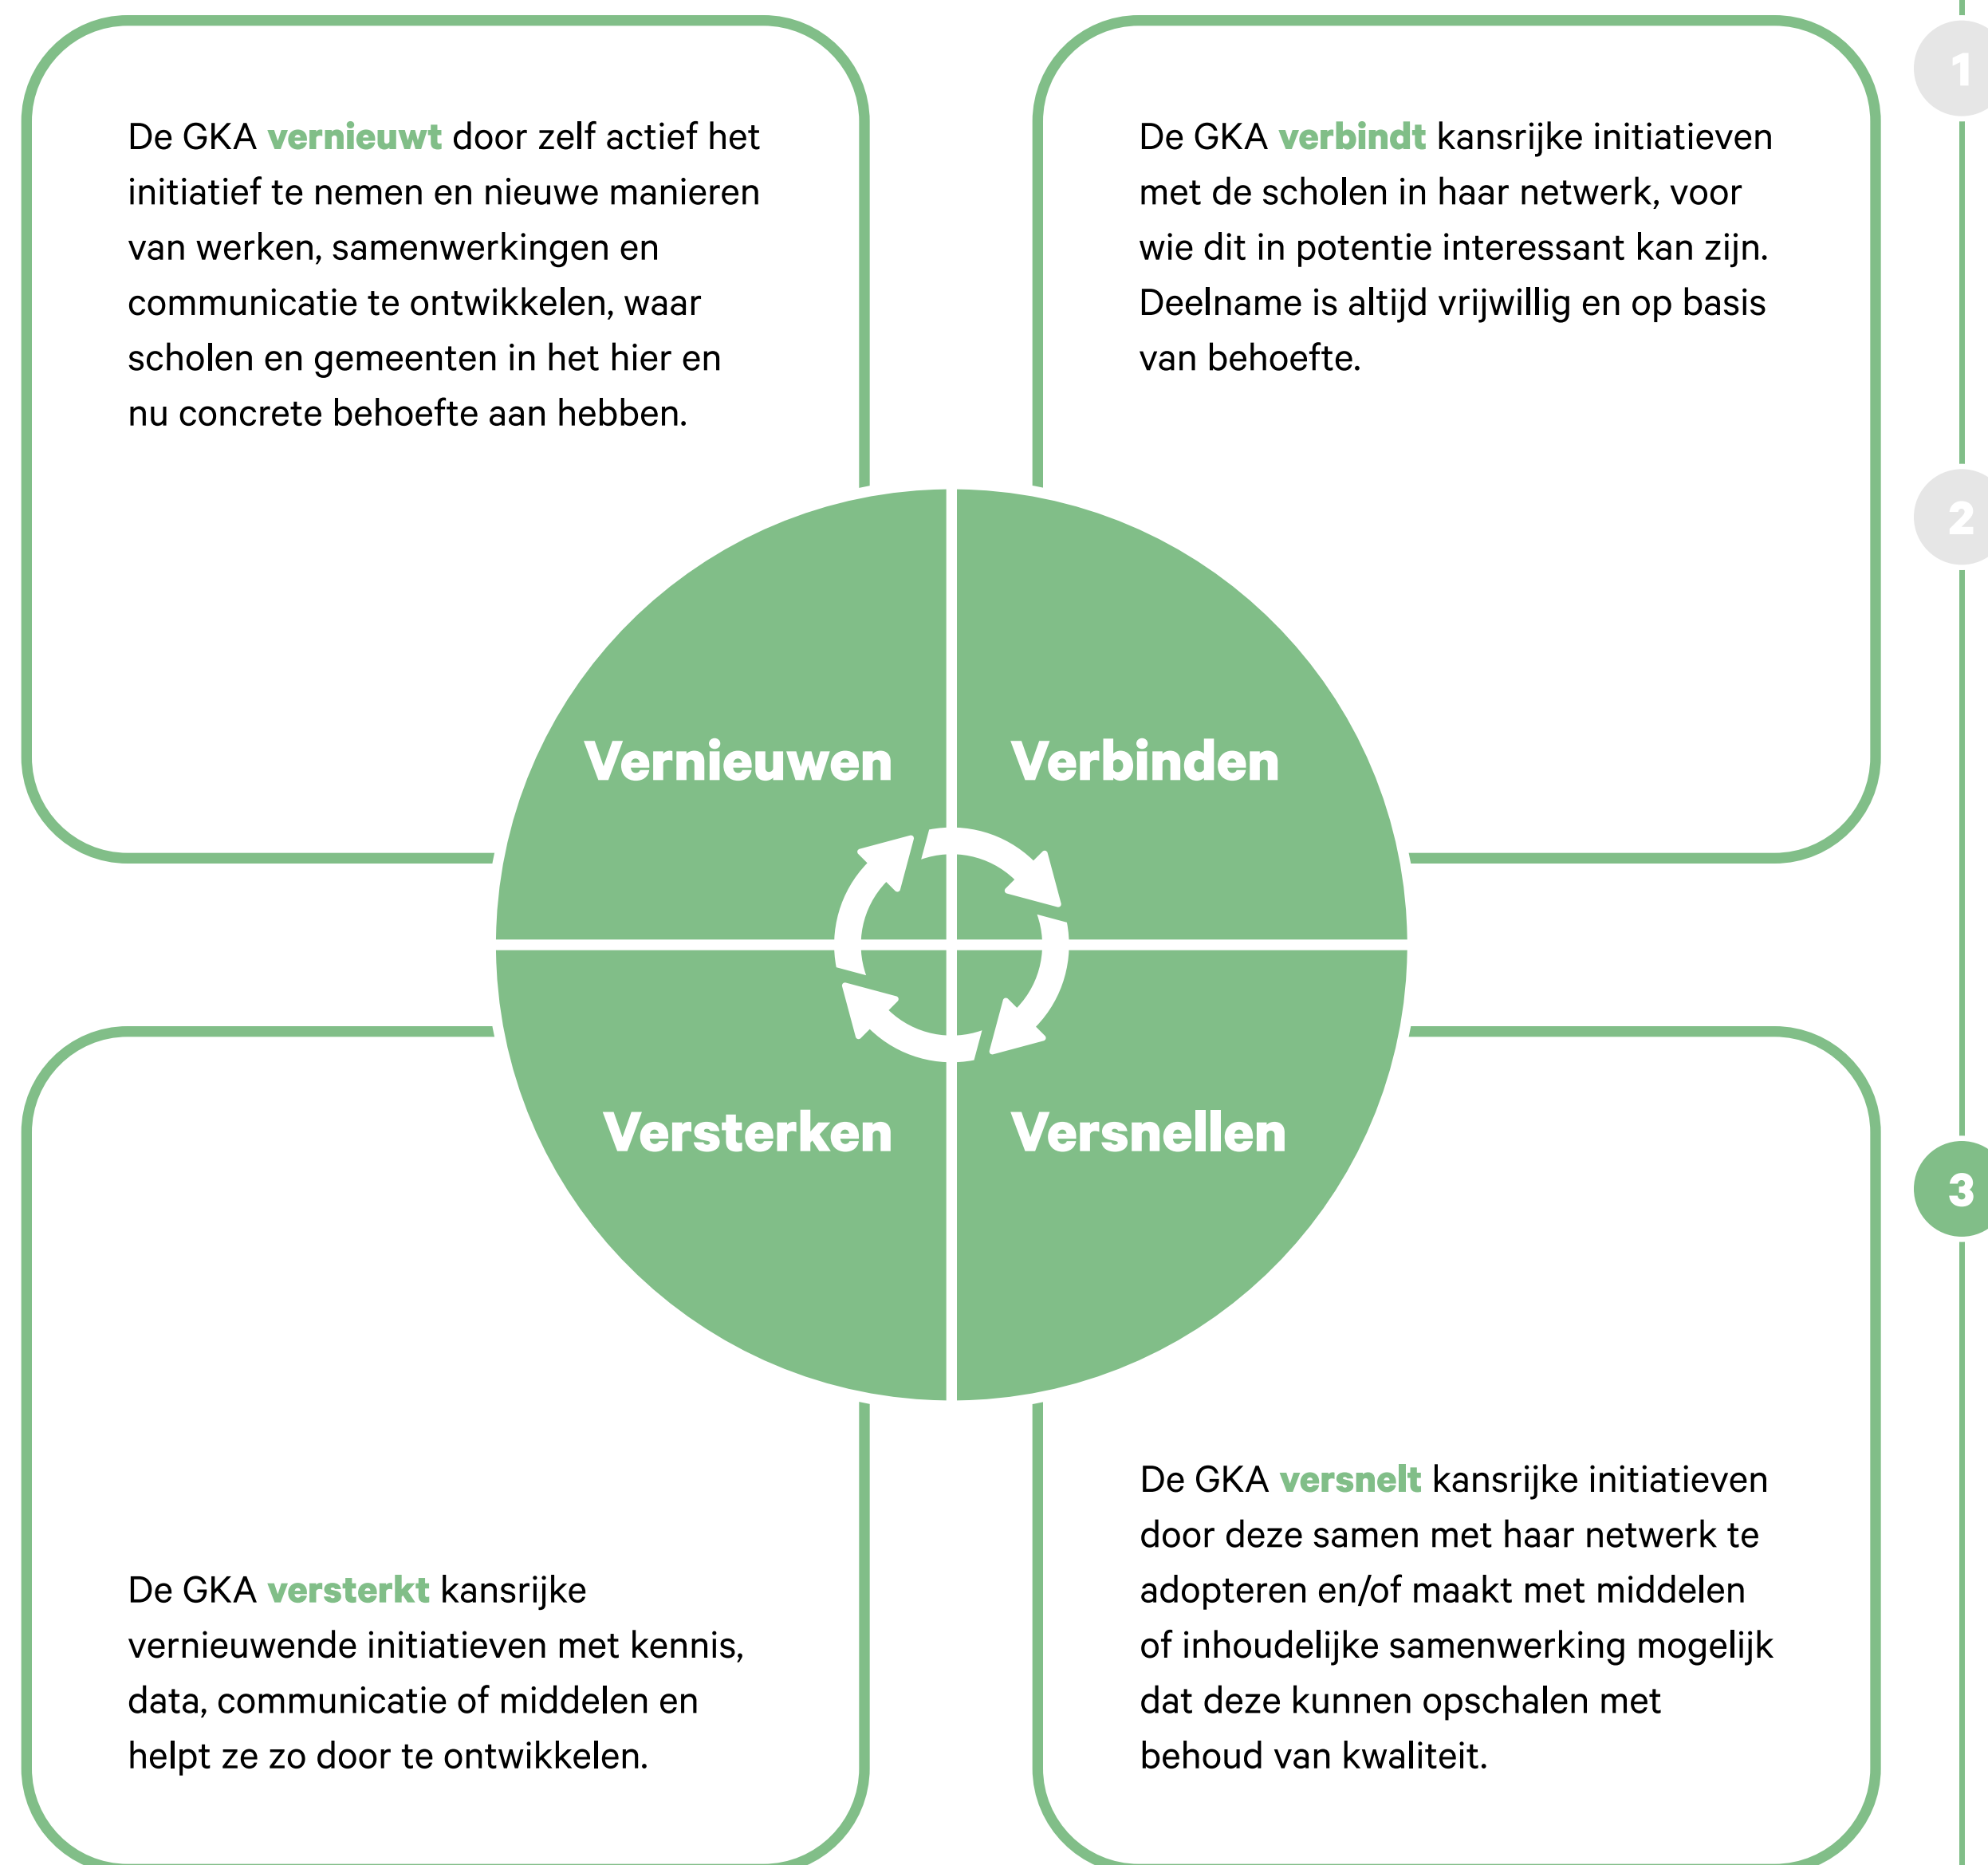 De GKA vernieuwt door zelf actief het
initiatief te nemen en nieuwe manieren
van werken, samenwerkingen en
communicatie te ontwikkelen, waar
scholen en gemeenten in het hier en
nu concrete behoefte aan hebben.
De GKA verbindt kansrijke initiatieven
met de scholen in haar netwerk, voor
wie dit in potentie interessant kan zijn.
Deelname is altijd vrijwillig en op basis
van behoefte.
Vernieuwen
Verbinden
Versterken
Versnellen
De GKA versterkt kansrijke
vernieuwende initiatieven met kennis,
data, communicatie of middelen en
helpt ze zo door te ontwikkelen.
De GKA versnelt kansrijke initiatieven
door deze samen met haar netwerk te
adopteren en/of maakt met middelen
of inhoudelijke samenwerking mogelijk
dat deze kunnen opschalen met
behoud van kwaliteit.
1
2
3